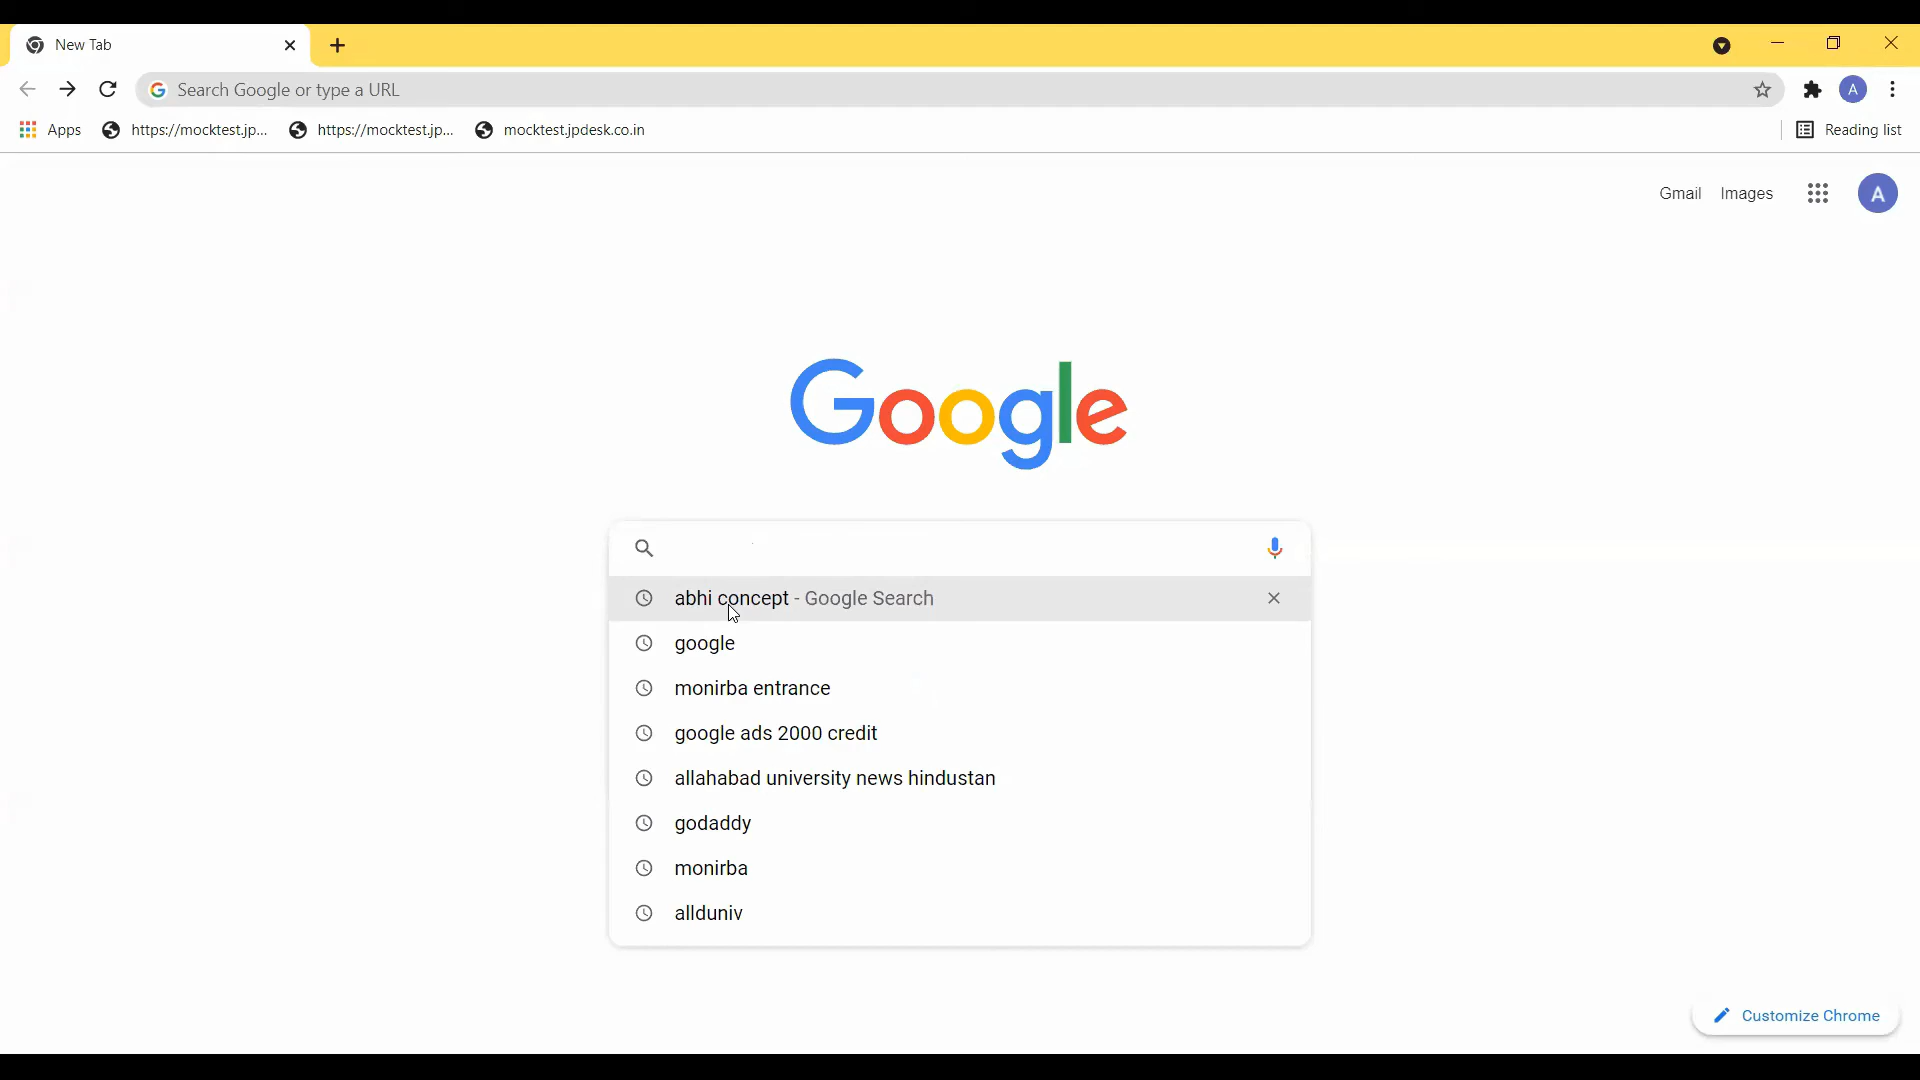 New Tab
Search Google or type a URL
A
Apps
https://mocktest.jp...
https://mocktest.jp...
mocktest.jpdesk.co.in
Reading list
Gmail
Images
A
Google
abhi concept - Google Search
google
monirba entrance
google ads 2000 credit
allahabad university news hindustan
godaddy
monirba
allduniv
Customize Chrome